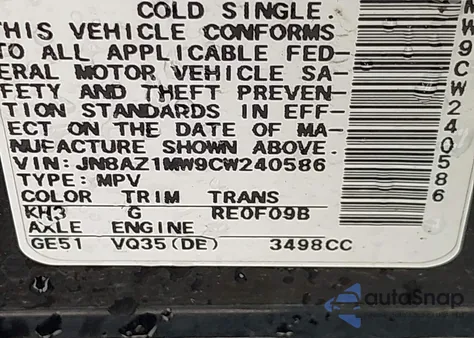 COLD SINGLE.
THIS VEHICLE CONFORMS
TO ALL APPLICABLE FED-
ERAL MOTOR VEHICLE SA-
FETY AND THEFT PREVEN-
TION STANDARDS IN EFF-
ECT ON THE DATE OF MA-
NUFACTURE SHOWN ABOVE.
VIN: JN8AZ1MW9CW240586
TYPE: MPV
COLOR TRIM TRANS
KH3 G RE0F09B
AXLE ENGINE
GE51 VQ35(DE) 3498CC
W9CW240586
autoSnap